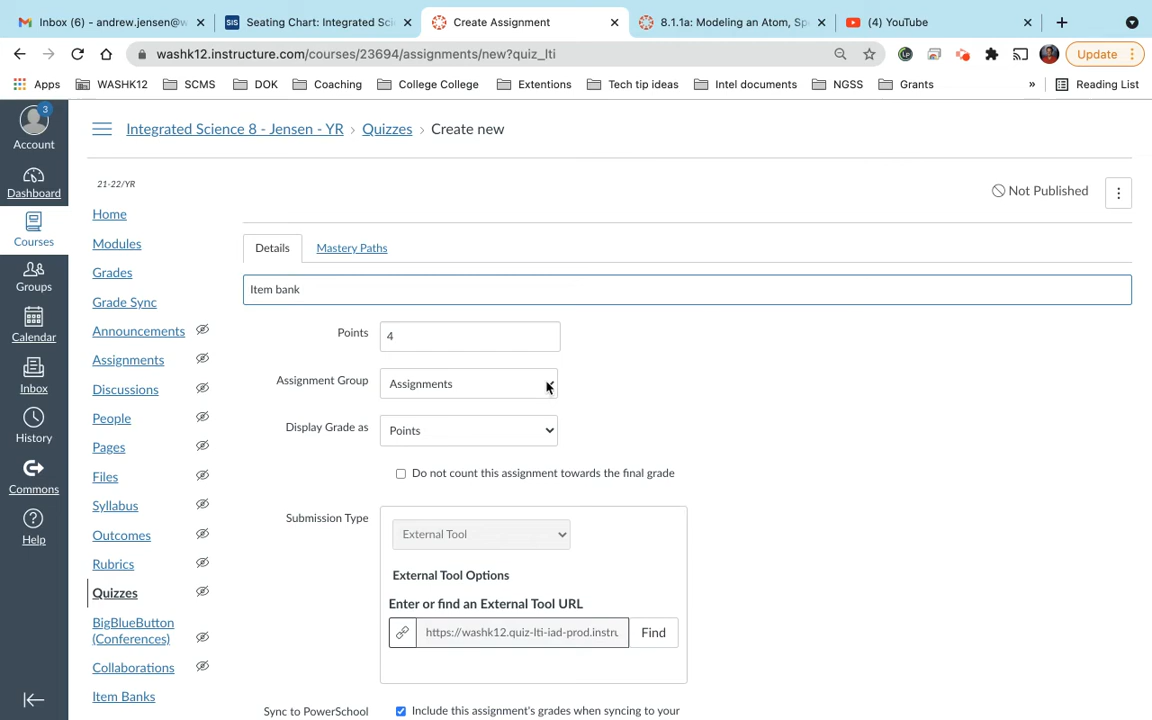 Inbox (6) - andrew.jensen@w
SIS Seating Chart: Integrated Sci
Create Assignment
8.1.1a: Modeling an Atom, Sp
(4) YouTube
washk12.instructure.com/courses/23694/assignments/new?quiz_lti
Update
Apps
WASHK12
SCMS
DOK
Coaching
College College
Extentions
Tech tip ideas
Intel documents
NGSS
Grants
»
Reading List
3
Account
Dashboard
Courses
Groups
Calendar
Inbox
History
Commons
Help
Integrated Science 8 - Jensen - YR > Quizzes > Create new
21-22/YR
Home
Modules
Grades
Grade Sync
Announcements
Assignments
Discussions
People
Pages
Files
Syllabus
Outcomes
Rubrics
Quizzes
BigBlueButton
(Conferences)
Collaborations
Item Banks
Not Published
Details
Mastery Paths
Item bank
Points
4
Assignment Group
Assignments
Display Grade as
Points
Do not count this assignment towards the final grade
Submission Type
External Tool
External Tool Options
Enter or find an External Tool URL
https://washk12.quiz-lti-iad-prod.instru
Find
Sync to PowerSchool
Include this assignment's grades when syncing to your